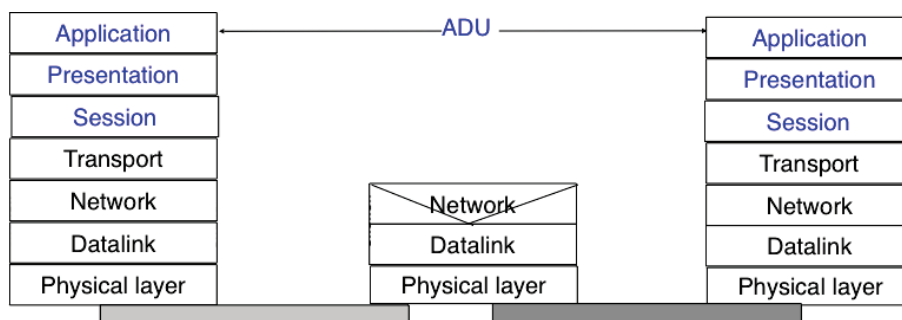 ADU
Application
Presentation
Session
Transport
Network
Datalink
Physical layer
Network
Datalink
Physical layer
Application
Presentation
Session
Transport
Network
Datalink
Physical layer